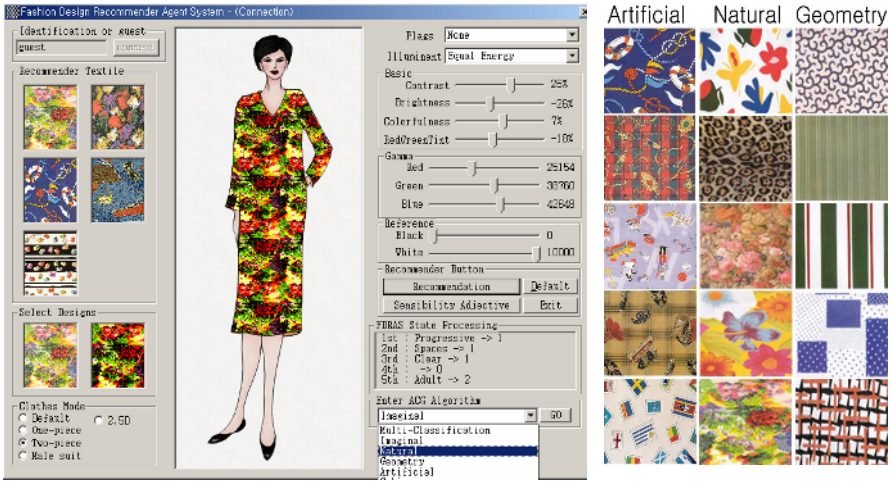 Fashion Design Recommender Agent System - (Connection)
Identification or guest
guest
connect
Recommender Textile
Select Designs
Clothes Mode
Default
2.5D
One-piece
Two-piece
Male suit
Flags
None
Illuminant
Equal Energy
Basic
Contrast 25%
Brightness -26%
Colorfulness 7%
RedGreenTint -18%
Gamma
Red 25154
Green 38760
Blue 42648
Reference
Black 0
White 10000
Recommender Button
Recommendation
Default
Sensibility Adjective
Exit
FDRAS State Processing
1st : Progressive -> 1
2nd : Spaces -> 1
3rd : Clear -> 1
4th : -> 0
5th : Adult -> 2
Enter ACG Algorithm
Imaginal
GO
Multi-Classification
Imaginal
Natural
Geometry
Artificial
Artificial Natural Geometry